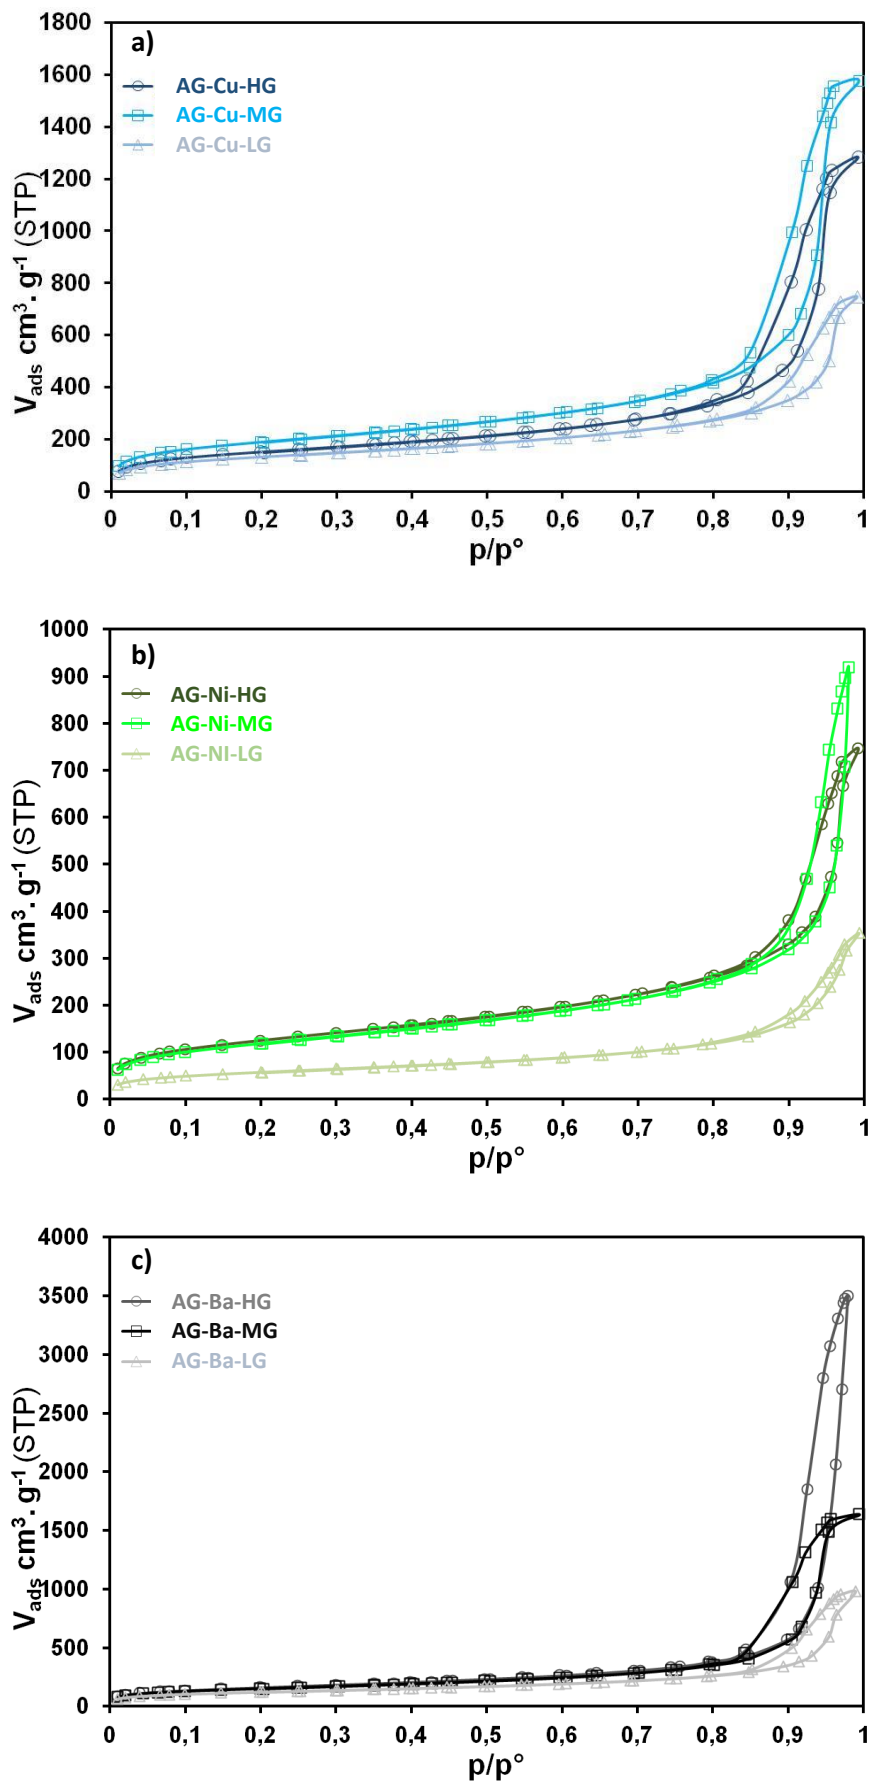 a)
AG-Cu-HG
AG-Cu-MG
AG-Cu-LG
V_ads cm³. g⁻¹ (STP)
1800
1600
1400
1200
1000
800
600
400
200
0
0 0,1 0,2 0,3 0,4 0,5 0,6 0,7 0,8 0,9 1
p/p°
b)
AG-Ni-HG
AG-Ni-MG
AG-NI-LG
V_ads cm³. g⁻¹ (STP)
1000
900
800
700
600
500
400
300
200
100
0
0 0,1 0,2 0,3 0,4 0,5 0,6 0,7 0,8 0,9 1
p/p°
c)
AG-Ba-HG
AG-Ba-MG
AG-Ba-LG
V_ads cm³. g⁻¹ (STP)
4000
3500
3000
2500
2000
1500
1000
500
0
0 0,1 0,2 0,3 0,4 0,5 0,6 0,7 0,8 0,9 1
p/p°